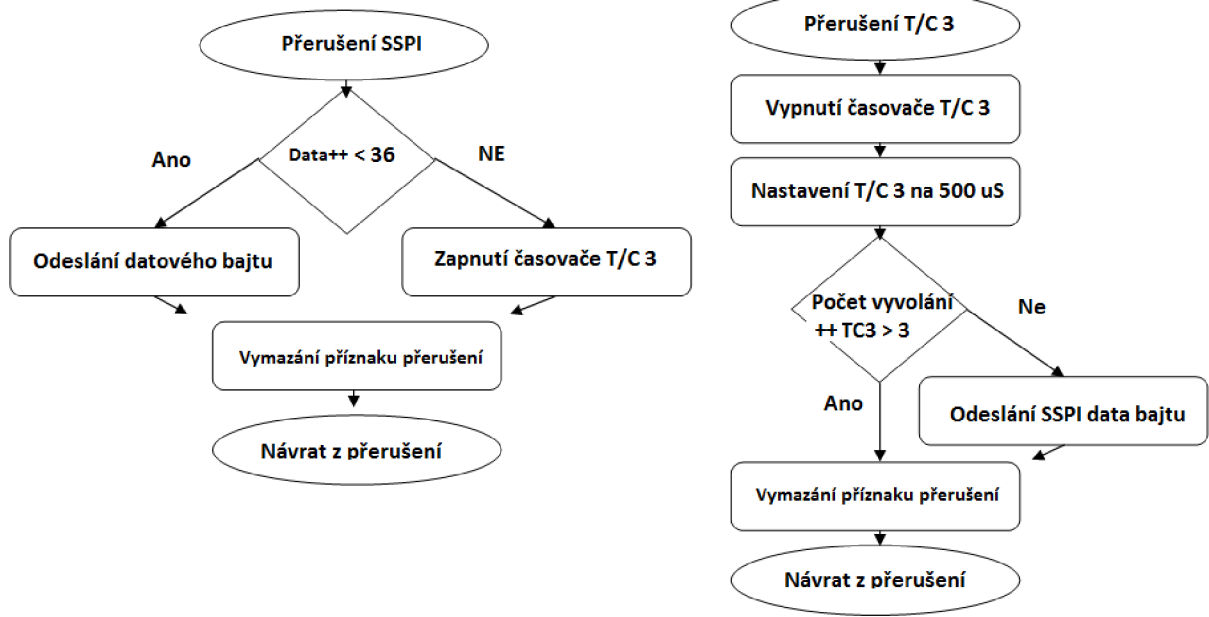 Přerušení SSPI
Data++ < 36
Ano
NE
Odeslání datového bajtu
Zapnutí časovače T/C 3
Vymazání příznaku přerušení
Návrat z přerušení
Přerušení T/C 3
Vypnutí časovače T/C 3
Nastavení T/C 3 na 500 uS
Počet vyvolání
++ TC3 > 3
Ne
Ano
Odeslání SSPI data bajtu
Vymazání příznaku přerušení
Návrat z přerušení